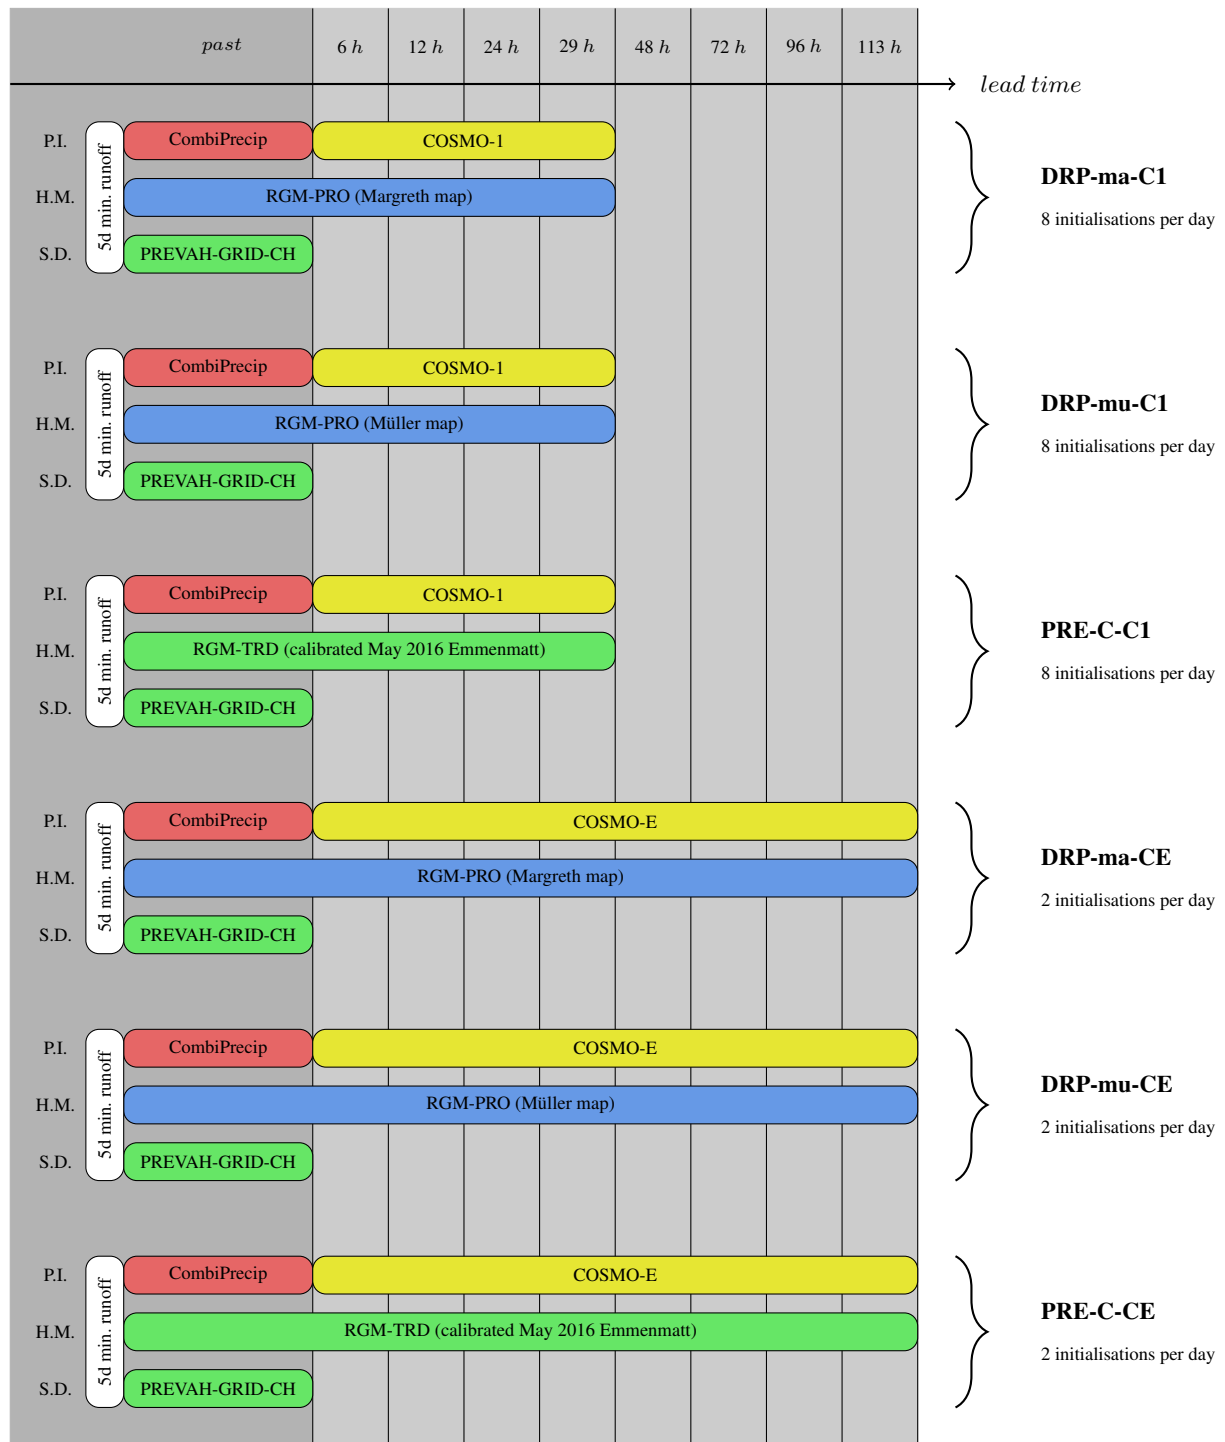 past 6 h 12 h 24 h 29 h 48 h 72 h 96 h 113 h
lead time
P.I. CombiPrecip COSMO-1
5d min. runoff
H.M. RGM-PRO (Margreth map)
S.D. PREVAH-GRID-CH
DRP-ma-C1
8 initialisations per day
P.I. CombiPrecip COSMO-1
5d min. runoff
H.M. RGM-PRO (Müller map)
S.D. PREVAH-GRID-CH
DRP-mu-C1
8 initialisations per day
P.I. CombiPrecip COSMO-1
5d min. runoff
H.M. RGM-TRD (calibrated May 2016 Emmenmatt)
S.D. PREVAH-GRID-CH
PRE-C-C1
8 initialisations per day
P.I. CombiPrecip COSMO-E
5d min. runoff
H.M. RGM-PRO (Margreth map)
S.D. PREVAH-GRID-CH
DRP-ma-CE
2 initialisations per day
P.I. CombiPrecip COSMO-E
5d min. runoff
H.M. RGM-PRO (Müller map)
S.D. PREVAH-GRID-CH
DRP-mu-CE
2 initialisations per day
P.I. CombiPrecip COSMO-E
5d min. runoff
H.M. RGM-TRD (calibrated May 2016 Emmenmatt)
S.D. PREVAH-GRID-CH
PRE-C-CE
2 initialisations per day